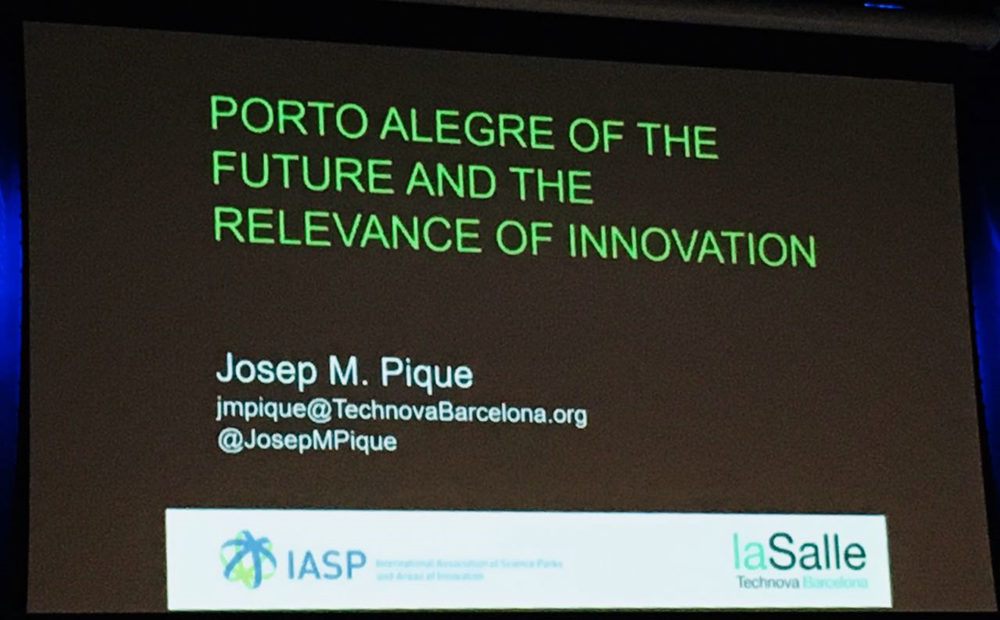 PORTO ALEGRE OF THE
FUTURE AND THE
RELEVANCE OF INNOVATION
Josep M. Pique
jmpique@TechnovaBarcelona.org
@JosepMPique
IASP
International Association of Science Parks
and Areas of Innovation
laSalle
Technova Barcelona